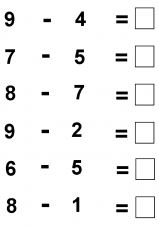 9 - 4 = □
7 - 5 = □
8 - 7 = □
9 - 2 = □
6 - 5 = □
8 - 1 = □